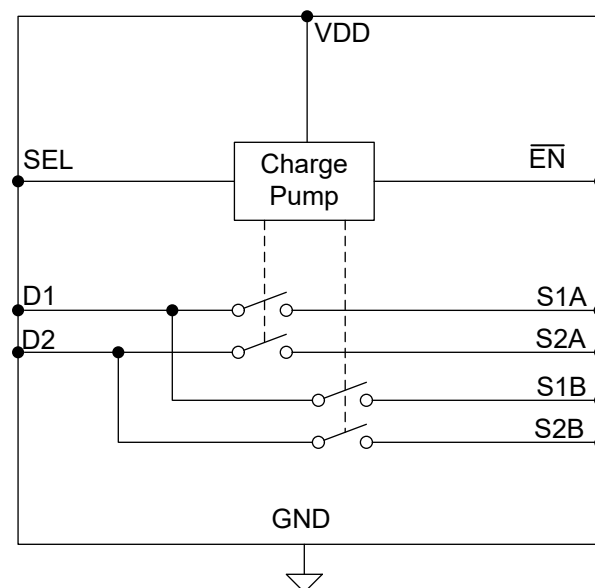 VDD
SEL
Charge
Pump
EN
D1
S1A
D2
S2A
S1B
S2B
GND